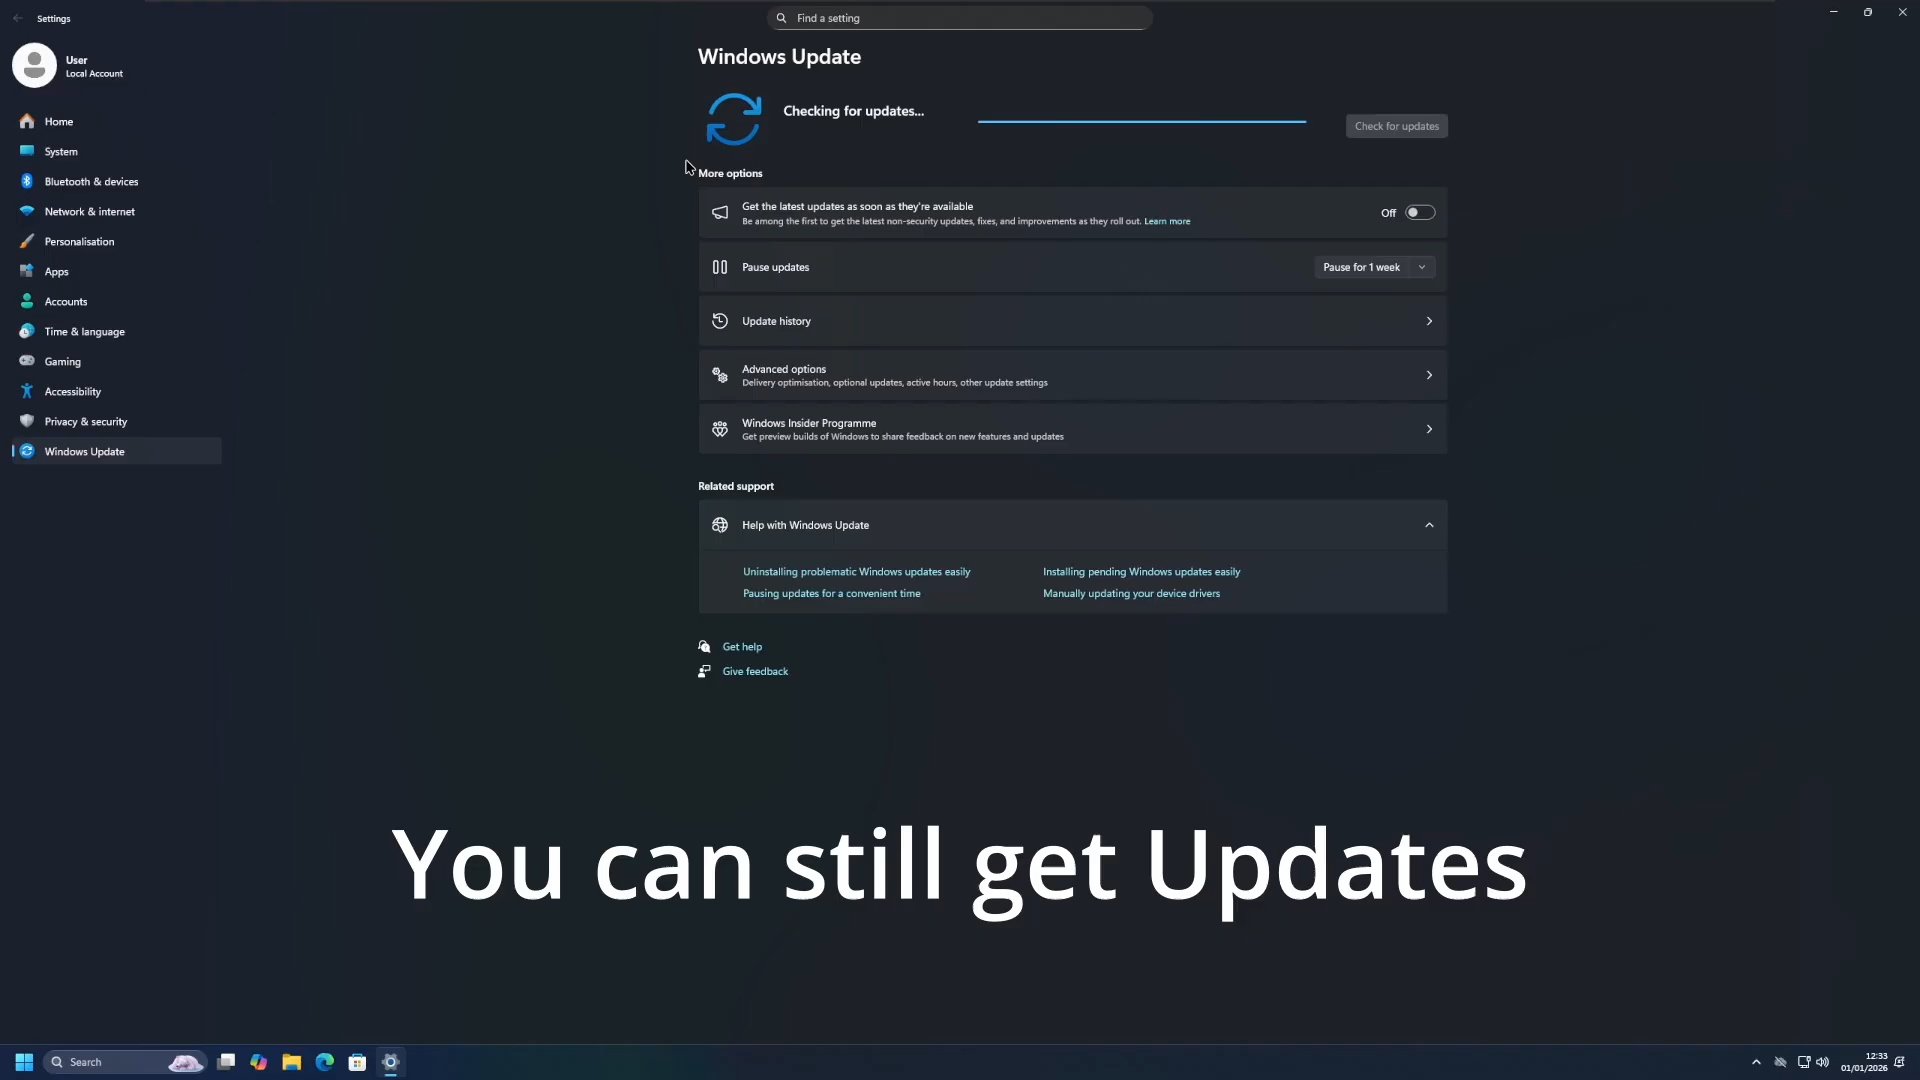 Settings
Find a setting
User
Local Account
Home
System
Bluetooth & devices
Network & internet
Personalisation
Apps
Accounts
Time & language
Gaming
Accessibility
Privacy & security
Windows Update
Windows Update
Checking for updates...
Check for updates
More options
Get the latest updates as soon as they're available
Be among the first to get the latest non-security updates, fixes, and improvements as they roll out. Learn more
Off
Pause updates
Pause for 1 week
Update history
Advanced options
Delivery optimisation, optional updates, active hours, other update settings
Windows Insider Programme
Get preview builds of Windows to share feedback on new features and updates
Related support
Help with Windows Update
Uninstalling problematic Windows updates easily
Installing pending Windows updates easily
Pausing updates for a convenient time
Manually updating your device drivers
Get help
Give feedback
You can still get Updates
Search
12:33
01/01/2026